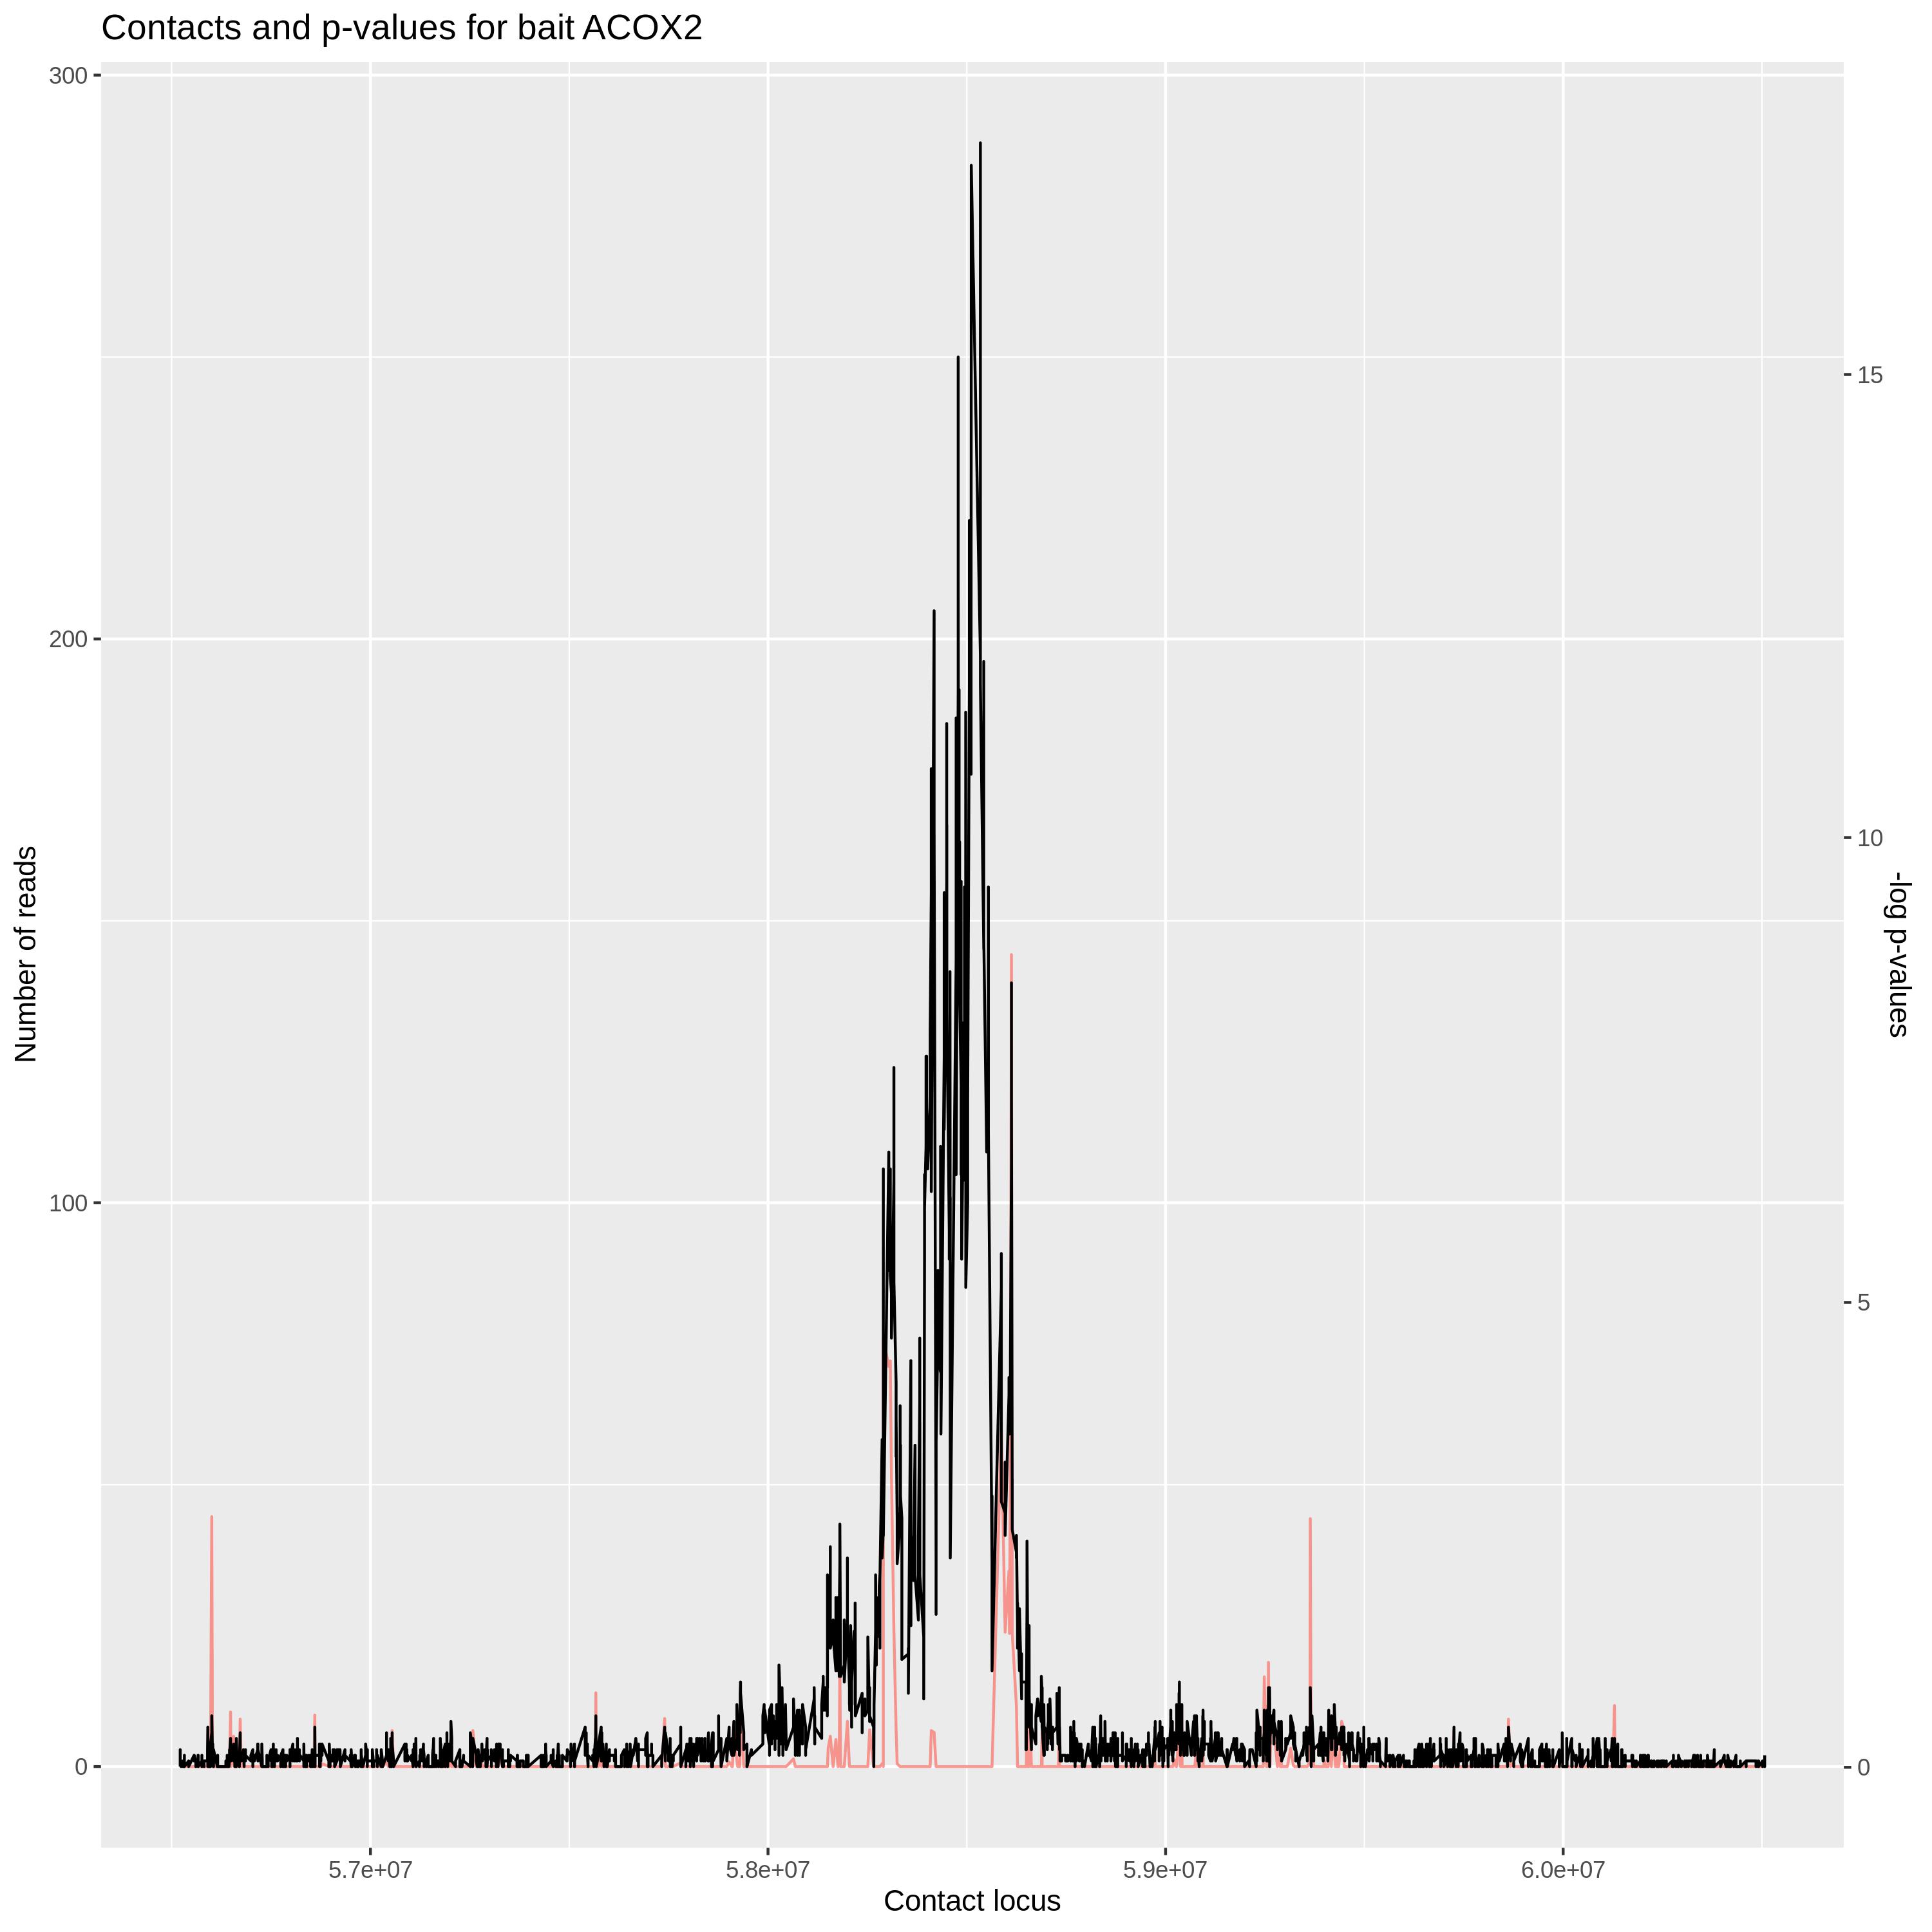 Contacts and p-values for bait ACOX2
300
200
100
0
Number of reads
15
10
5
0
-log p-values
5.7e+07
5.8e+07
5.9e+07
6.0e+07
Contact locus